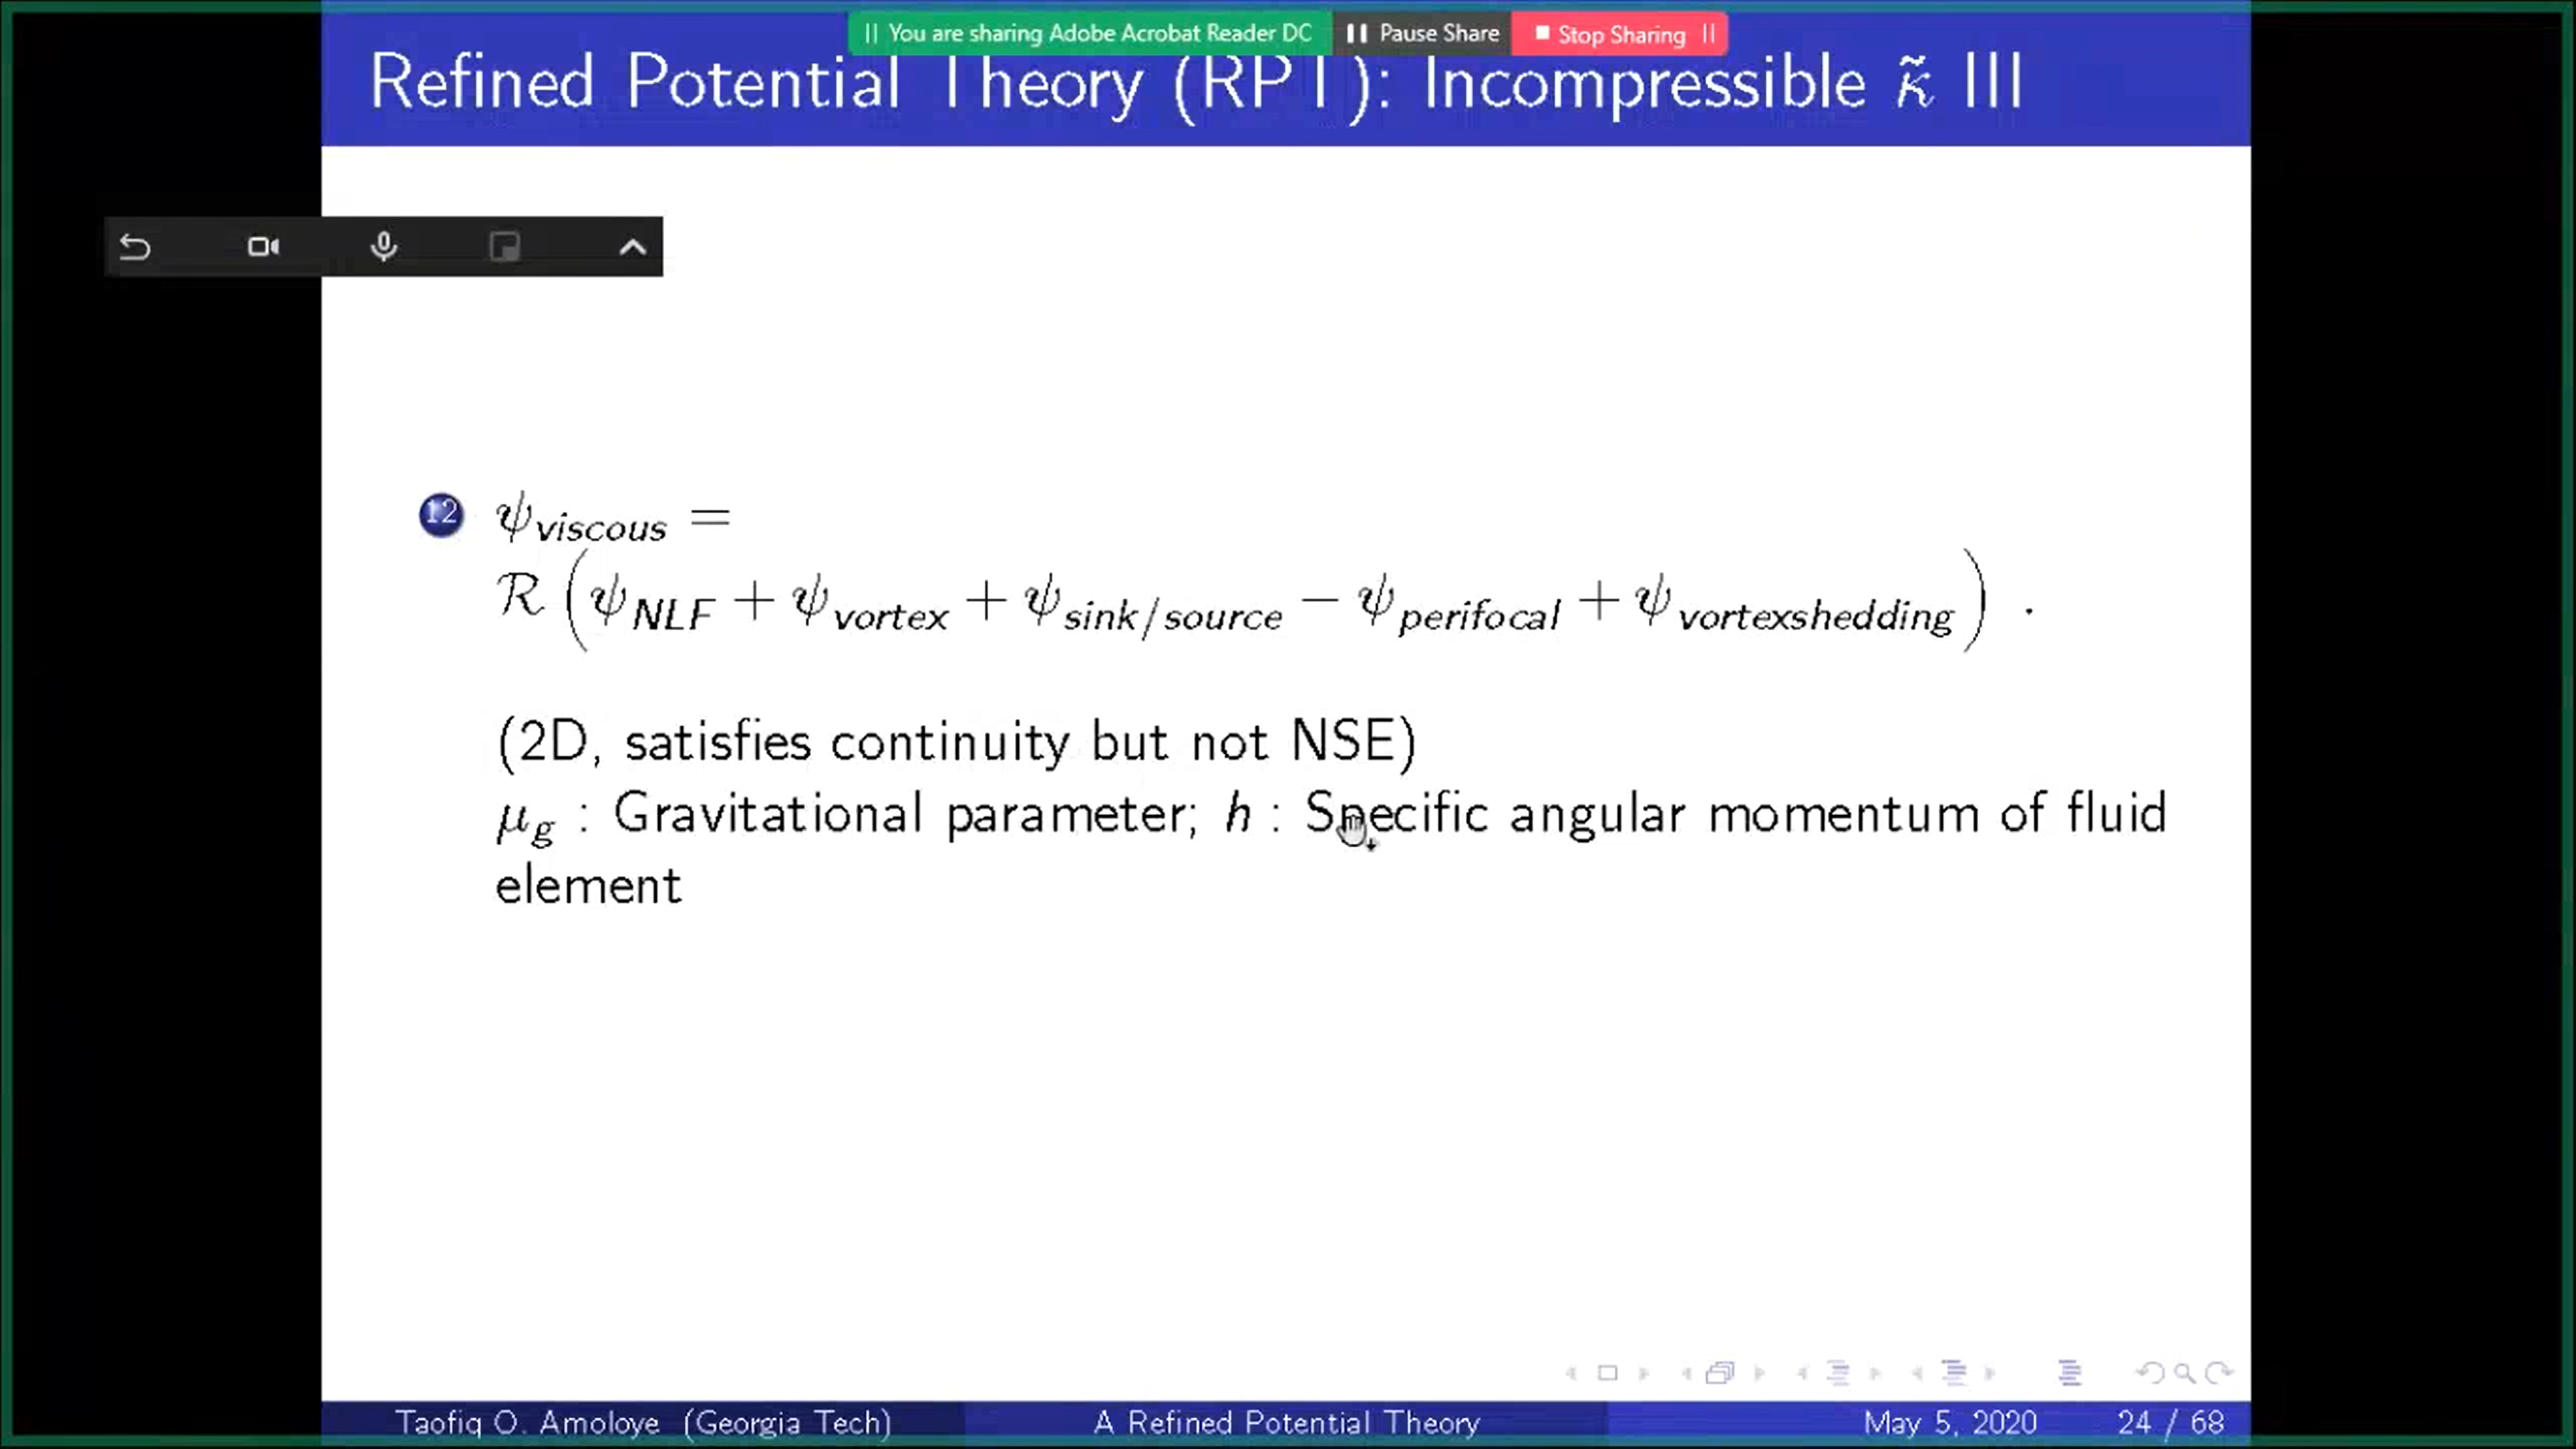 You are sharing Adobe Acrobat Reader DC Pause Share Stop Sharing
Refined Potential Theory (RPT): Incompressible κ̃ III
12 ψ_viscous =
ℛ (ψ_NLF + ψ_vortex + ψ_sink/source − ψ_perifocal + ψ_vortexshedding) .
(2D, satisfies continuity but not NSE)
μ_g : Gravitational parameter; h : Specific angular momentum of fluid
element
Taofiq O. Amoloye (Georgia Tech) A Refined Potential Theory May 5, 2020 24 / 68